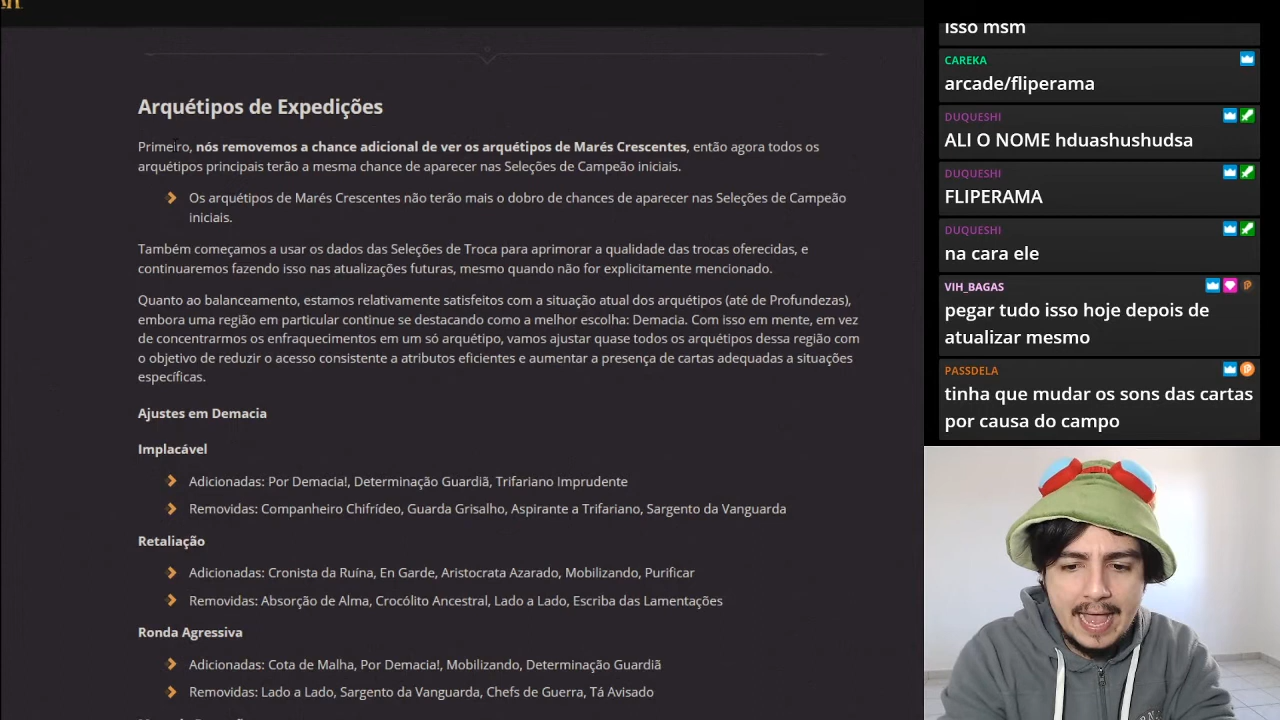 Arquétipos de Expedições
Primeiro, nós removemos a chance adicional de ver os arquétipos de Marés Crescentes, então agora todos os
arquétipos principais terão a mesma chance de aparecer nas Seleções de Campeão iniciais.
Os arquétipos de Marés Crescentes não terão mais o dobro de chances de aparecer nas Seleções de Campeão
iniciais.
Também começamos a usar os dados das Seleções de Troca para aprimorar a qualidade das trocas oferecidas, e
continuaremos fazendo isso nas atualizações futuras, mesmo quando não for explicitamente mencionado.
Quanto ao balanceamento, estamos relativamente satisfeitos com a situação atual dos arquétipos (até de Profundezas),
embora uma região em particular continue se destacando como a melhor escolha: Demacia. Com isso em mente, em vez
de concentrarmos os enfraquecimentos em um só arquétipo, vamos ajustar quase todos os arquétipos dessa região com
o objetivo de reduzir o acesso consistente a atributos eficientes e aumentar a presença de cartas adequadas a situações
específicas.
Ajustes em Demacia
Implacável
Adicionadas: Por Demacia!, Determinação Guardiã, Trifariano Imprudente
Removidas: Companheiro Chifrídeo, Guarda Grisalho, Aspirante a Trifariano, Sargento da Vanguarda
Retaliação
Adicionadas: Cronista da Ruína, En Garde, Aristocrata Azarado, Mobilizando, Purificar
Removidas: Absorção de Alma, Crocólito Ancestral, Lado a Lado, Escriba das Lamentações
Ronda Agressiva
Adicionadas: Cota de Malha, Por Demacia!, Mobilizando, Determinação Guardiã
Removidas: Lado a Lado, Sargento da Vanguarda, Chefs de Guerra, Tá Avisado
isso msm
CAREKA
arcade/fliperama
DUQUESHI
ALI O NOME hduashushudsa
DUQUESHI
FLIPERAMA
DUQUESHI
na cara ele
VIH_BAGAS
pegar tudo isso hoje depois de
atualizar mesmo
PASSDELA
tinha que mudar os sons das cartas
por causa do campo